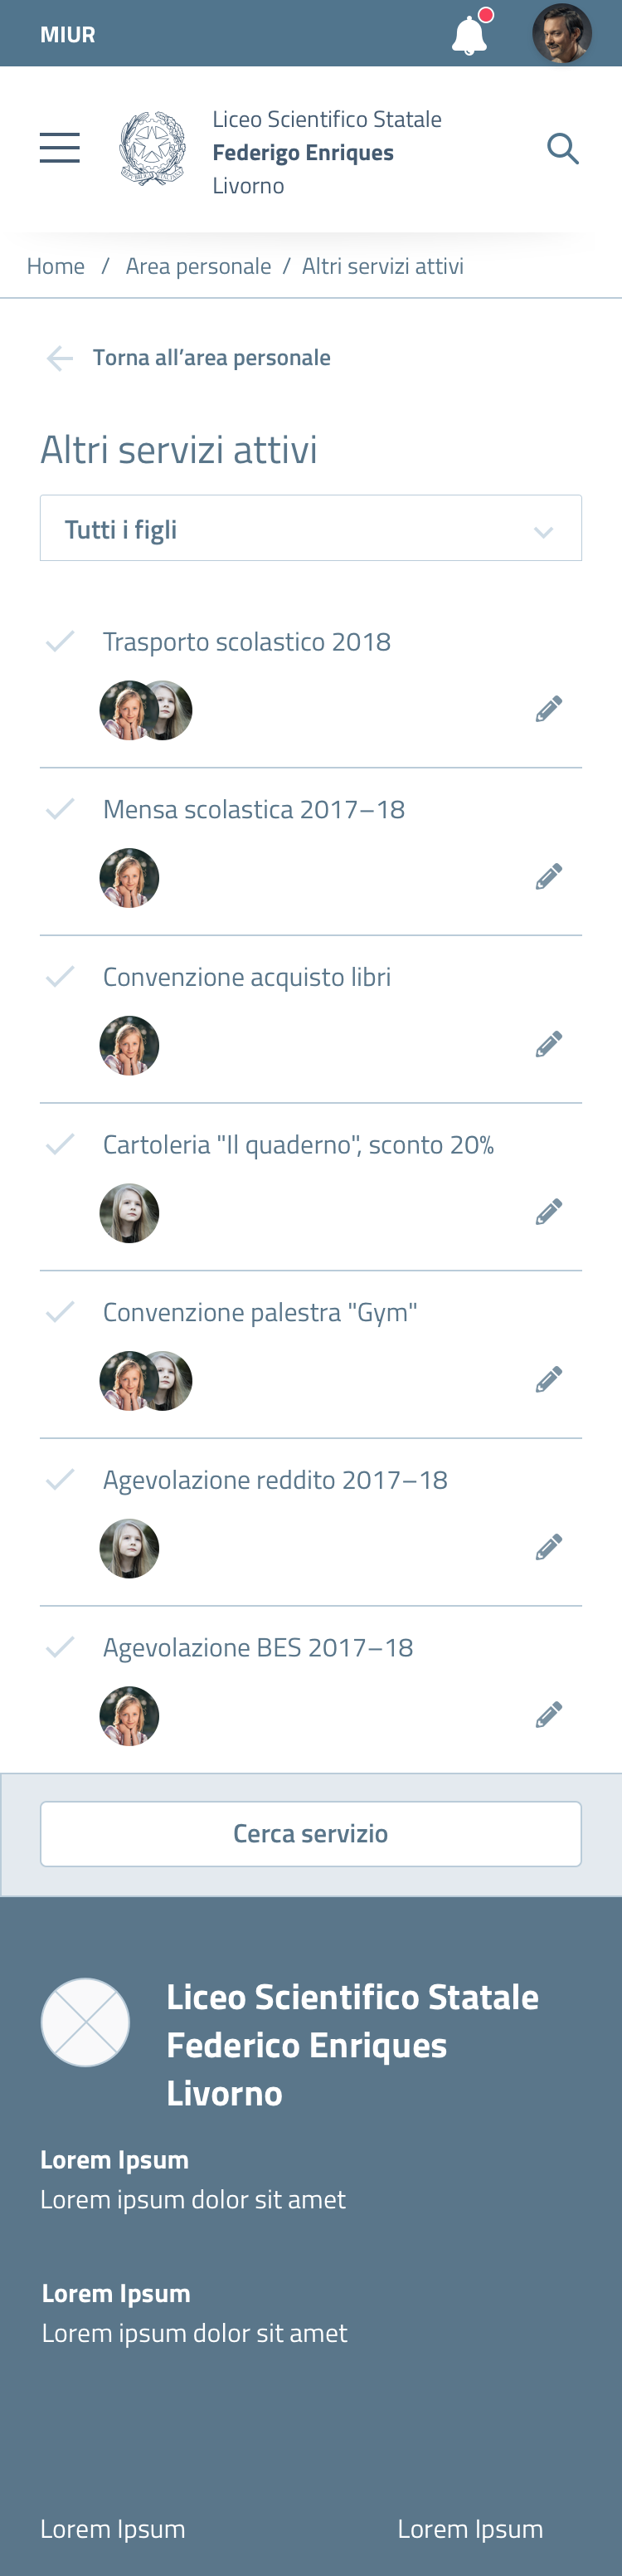 MIUR
Liceo Scientifico Statale
Federigo Enriques
Livorno
Home / Area personale / Altri servizi attivi
Torna all’area personale
Altri servizi attivi
Tutti i figli
Trasporto scolastico 2018
Mensa scolastica 2017–18
Convenzione acquisto libri
Cartoleria "Il quaderno", sconto 20%
Convenzione palestra "Gym"
Agevolazione reddito 2017–18
Agevolazione BES 2017–18
Cerca servizio
Liceo Scientifico Statale
Federico Enriques
Livorno
Lorem Ipsum
Lorem ipsum dolor sit amet
Lorem Ipsum
Lorem ipsum dolor sit amet
Lorem Ipsum Lorem Ipsum